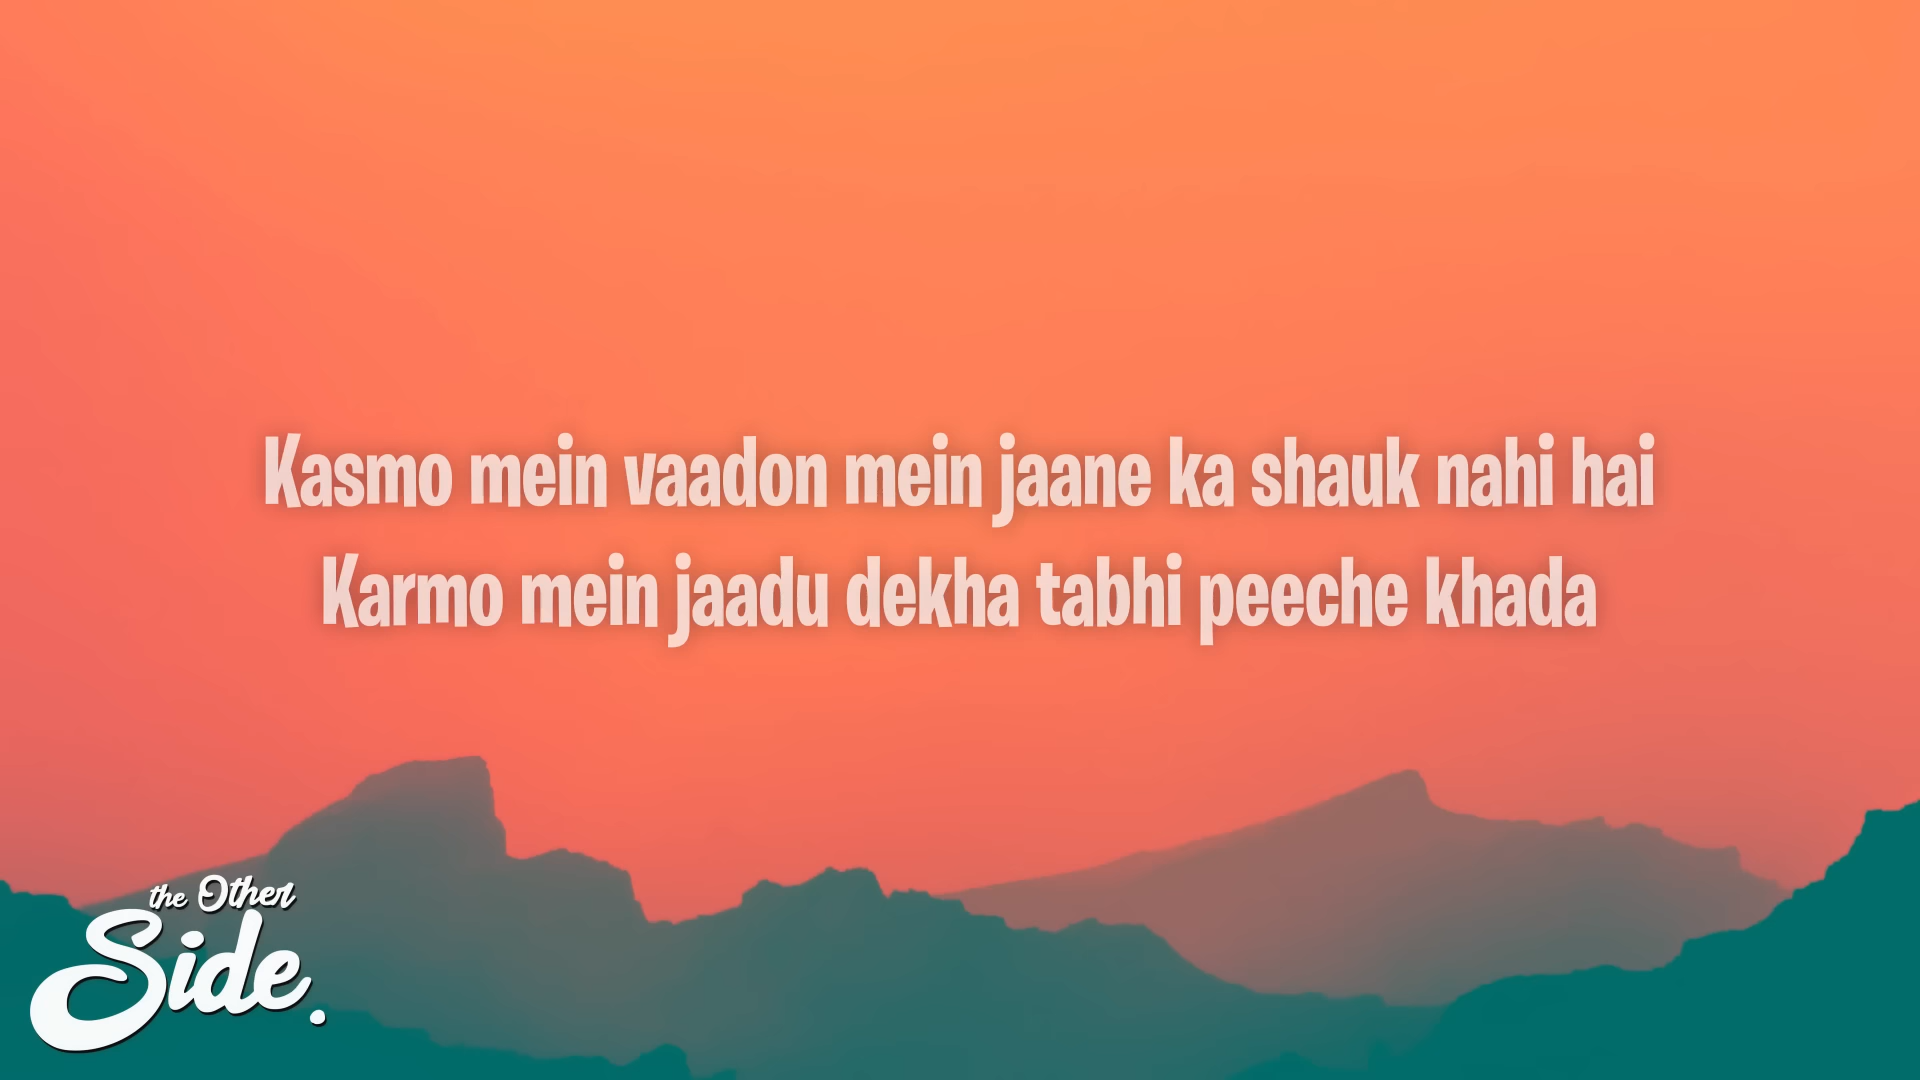 Kasmo mein vaadon mein jaane ka shauk nahi hai
Karmo mein jaadu dekha tabhi peeche khada
the Other
Side.